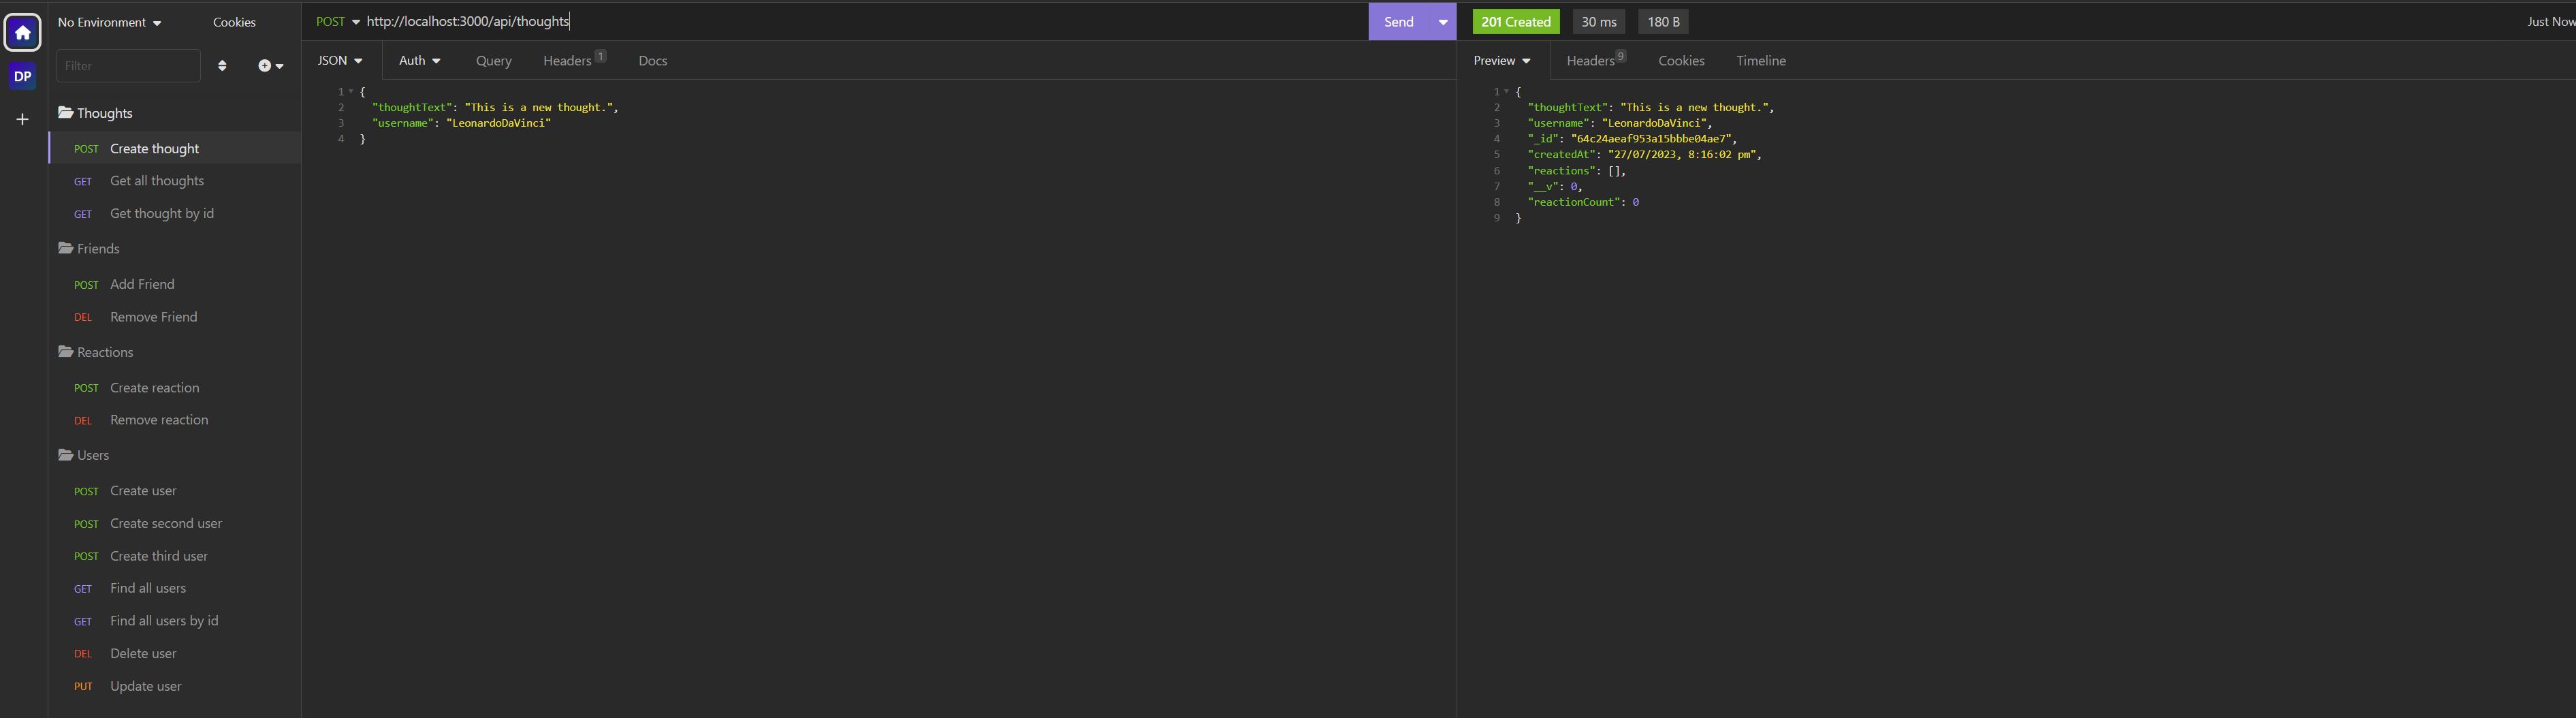 No Environment
Cookies
DP
Filter
Thoughts
POST Create thought
GET Get all thoughts
GET Get thought by id
Friends
POST Add Friend
DEL Remove Friend
Reactions
POST Create reaction
DEL Remove reaction
Users
POST Create user
POST Create second user
POST Create third user
GET Find all users
GET Find all users by id
DEL Delete user
PUT Update user
POST http://localhost:3000/api/thoughts Send
JSON Auth Query Headers 1 Docs
1 {
2 "thoughtText": "This is a new thought.",
3 "username": "LeonardoDaVinci"
4 }
201 Created 30 ms 180 B Just Now
Preview Headers 9 Cookies Timeline
1 {
2 "thoughtText": "This is a new thought.",
3 "username": "LeonardoDaVinci",
4 "_id": "64c24aeaf953a15bbbe04ae7",
5 "createdAt": "27/07/2023, 8:16:02 pm",
6 "reactions": [],
7 "__v": 0,
8 "reactionCount": 0
9 }